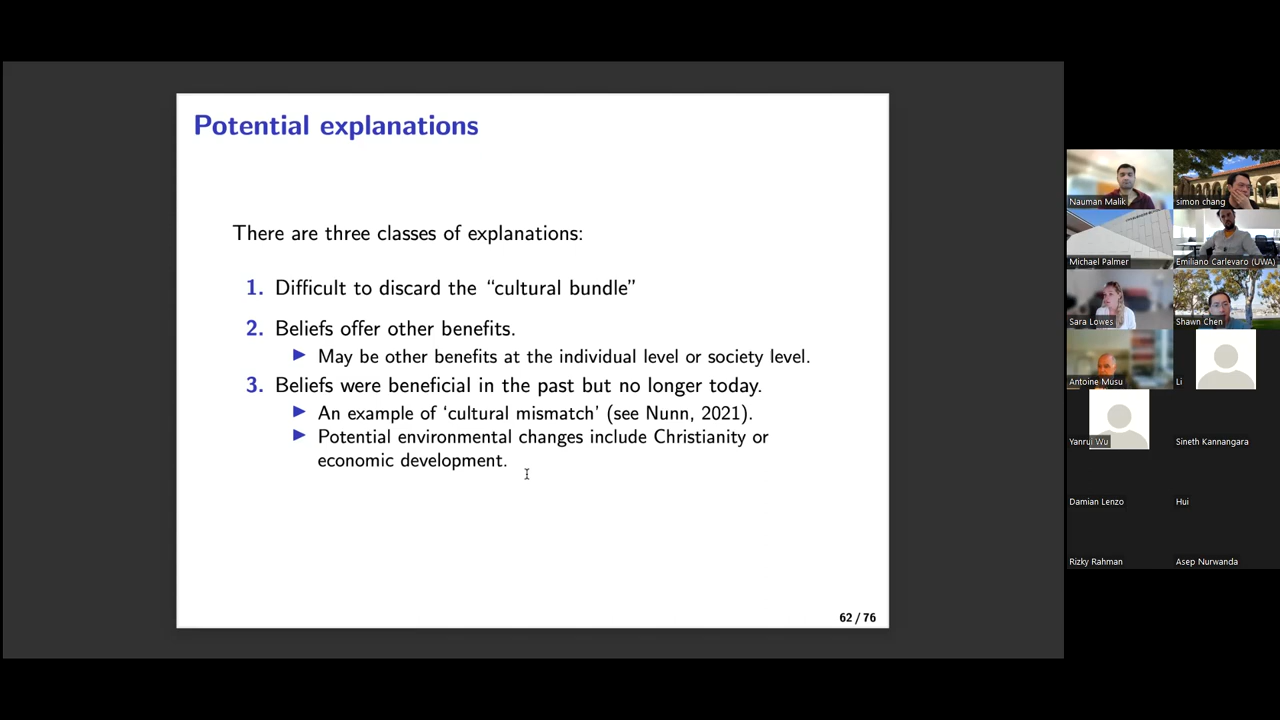 Potential explanations
There are three classes of explanations:
1. Difficult to discard the “cultural bundle”
2. Beliefs offer other benefits.
▶ May be other benefits at the individual level or society level.
3. Beliefs were beneficial in the past but no longer today.
▶ An example of ‘cultural mismatch’ (see Nunn, 2021).
▶ Potential environmental changes include Christianity or
economic development.
62 / 76
Nauman Malik
simon chang
Michael Palmer
Emiliano Carlevaro (UWA)
Sara Lowes
Shawn Chen
Antoine Musu
Li
Yanrui Wu
Sineth Kannangara
Damian Lenzo
Hui
Rizky Rahman
Asep Nurwanda